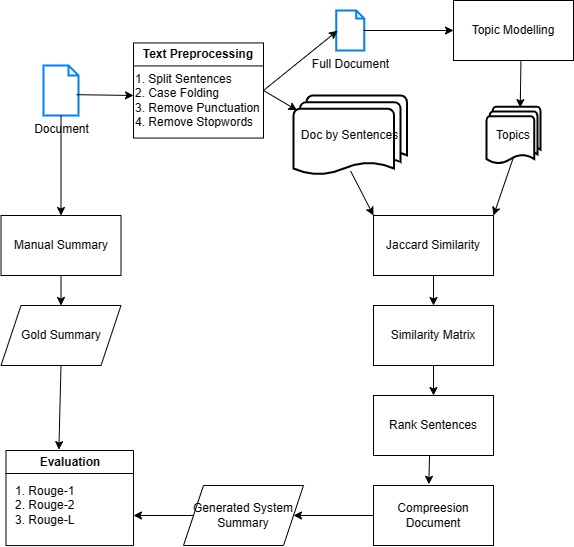 Text Preprocessing
1. Split Sentences
2. Case Folding
3. Remove Punctuation
4. Remove Stopwords
Full Document
Topic Modelling
Document
Doc by Sentences
Topics
Manual Summary
Jaccard Similarity
Gold Summary
Similarity Matrix
Rank Sentences
Evaluation
1. Rouge-1
2. Rouge-2
3. Rouge-L
Generated System
Summary
Compreesion
Document